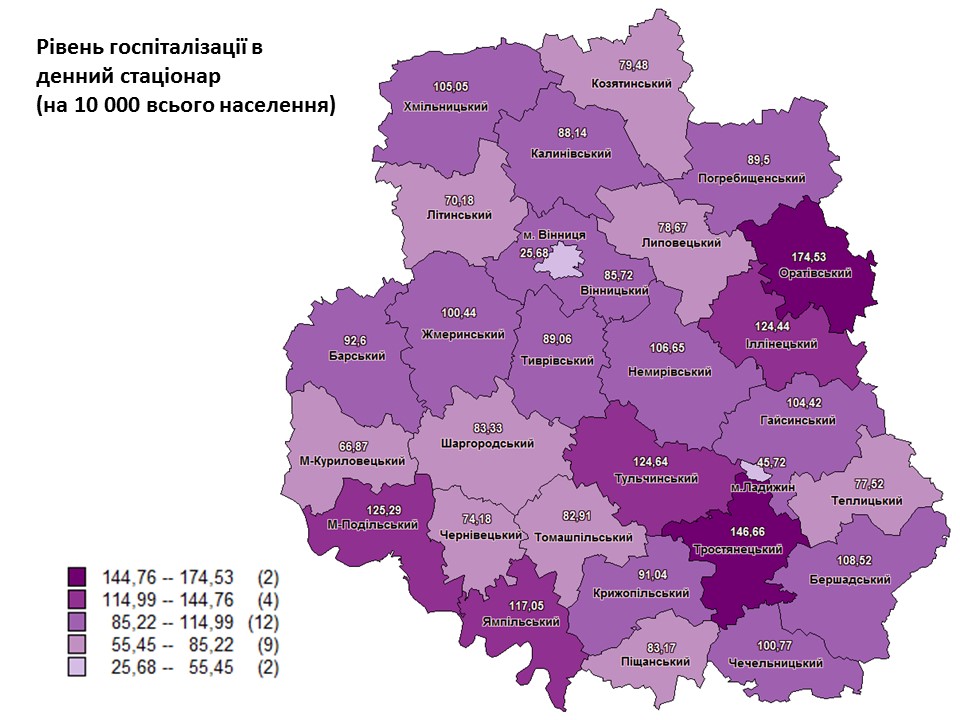 Рівень госпіталізації в
денний стаціонар
(на 10 000 всього населення)
79,48
Козятинський
105,05
Хмільницький
88,14
Калинівський
89,5
Погребищенський
70,18
Літинський
78,67
Липовецький
м. Вінниця
25,68
85,72
Вінницький
174,53
Оратівський
100,44
Жмеринський
124,44
Іллінецький
92,6
Барський
89,06
Тиврівський
106,65
Немирівський
104,42
Гайсинський
83,33
Шаргородський
66,87
М-Куриловецький
124,64
Тульчинський
45,72
м.Ладижин
77,52
Теплицький
125,29
М-Подільський
74,18
Чернівецький
82,91
Томашпільський
146,66
Тростянецький
108,52
Бершадський
91,04
Крижопільський
117,05
Ямпільський
83,17
Піщанський
100,77
Чечельницький
144,76 -- 174,53 (2)
114,99 -- 144,76 (4)
85,22 -- 114,99 (12)
55,45 -- 85,22 (9)
25,68 -- 55,45 (2)